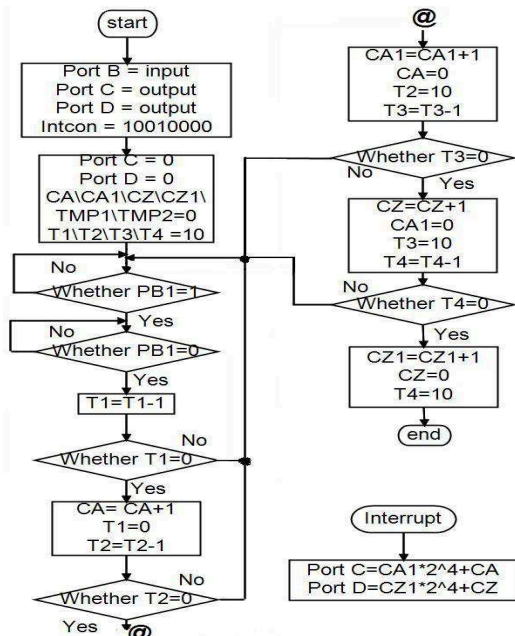 start
Port B = input
Port C = output
Port D = output
Intcon = 10010000
Port C = 0
Port D = 0
CA\CA1\CZ\CZ1\
TMP1\TMP2=0
T1\T2\T3\T4 =10
No
Whether PB1=1
Yes
No
Whether PB1=0
Yes
T1=T1-1
No
Whether T1=0
Yes
CA= CA+1
T1=0
T2=T2-1
No
Whether T2=0
Yes
@
@
CA1=CA1+1
CA=0
T2=10
T3=T3-1
Whether T3=0
No
Yes
CZ=CZ+1
CA1=0
T3=10
T4=T4-1
No
Whether T4=0
Yes
CZ1=CZ1+1
CZ=0
T4=10
end
Interrupt
Port C=CA1*2^4+CA
Port D=CZ1*2^4+CZ